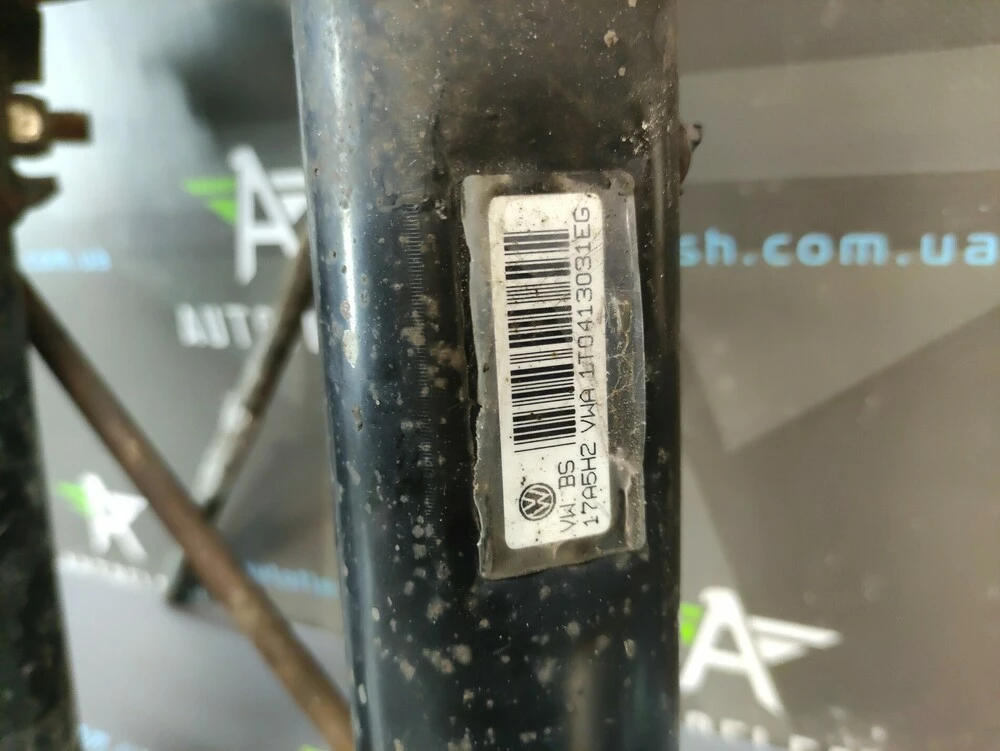 VW. BS
17A5H2 VWA 1T0413031EG
sh.com.ua